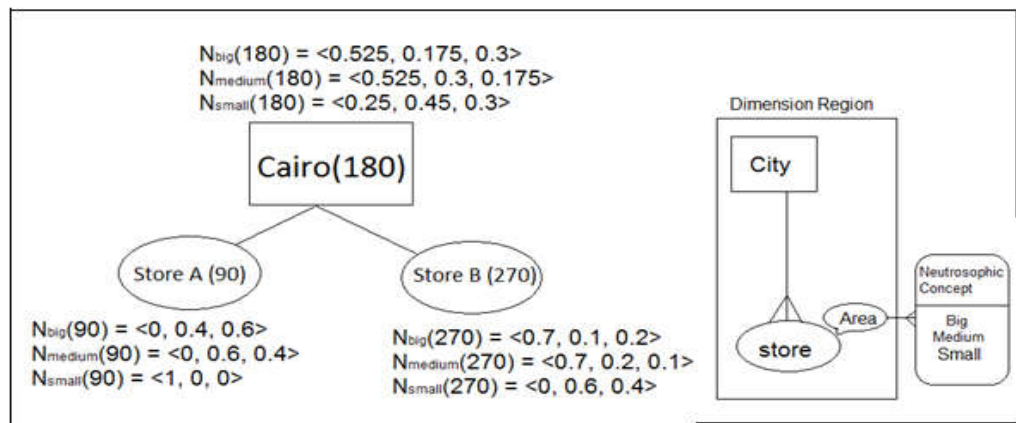 Nbig(180) = <0.525, 0.175, 0.3>
Nmedium(180) = <0.525, 0.3, 0.175>
Nsmall(180) = <0.25, 0.45, 0.3>
Cairo(180)
Store A (90)
Store B (270)
Nbig(90) = <0, 0.4, 0.6>
Nmedium(90) = <0, 0.6, 0.4>
Nsmall(90) = <1, 0, 0>
Nbig(270) = <0.7, 0.1, 0.2>
Nmedium(270) = <0.7, 0.2, 0.1>
Nsmall(270) = <0, 0.6, 0.4>
Dimension Region
City
Area
store
Neutrosophic
Concept
Big
Medium
Small